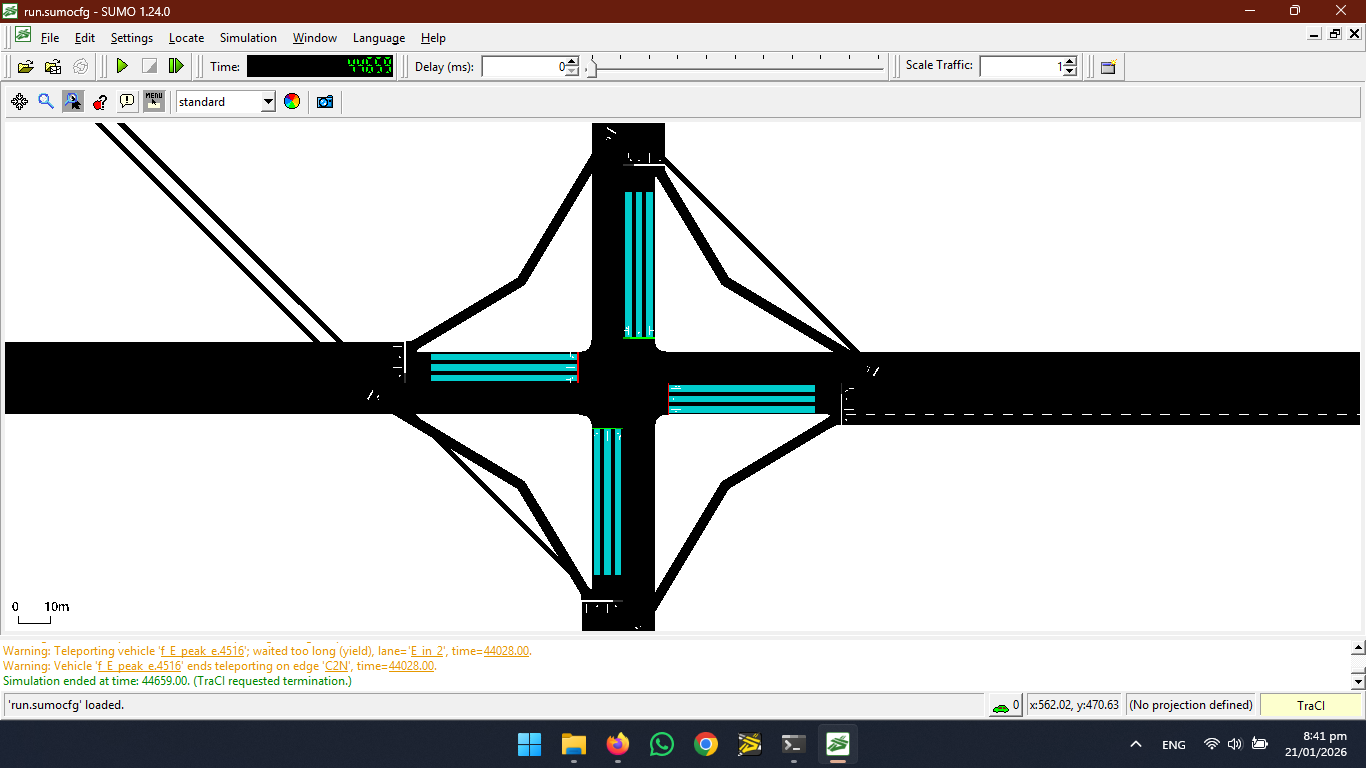 run.sumocfg - SUMO 1.24.0
File Edit Settings Locate Simulation Window Language Help
Time: 44659 Delay (ms): 0 Scale Traffic: 1
MENU standard
0 10m
Warning: Teleporting vehicle 'f_E_peak_e.4516'; waited too long (yield), lane='E_in_2', time=44028.00.
Warning: Vehicle 'f_E_peak_e.4516' ends teleporting on edge 'C2N', time=44028.00.
Simulation ended at time: 44659.00. (TraCI requested termination.)
'run.sumocfg' loaded. 0 x:562.02, y:470.63 (No projection defined) TraCI
ENG 8:41 pm
21/01/2026